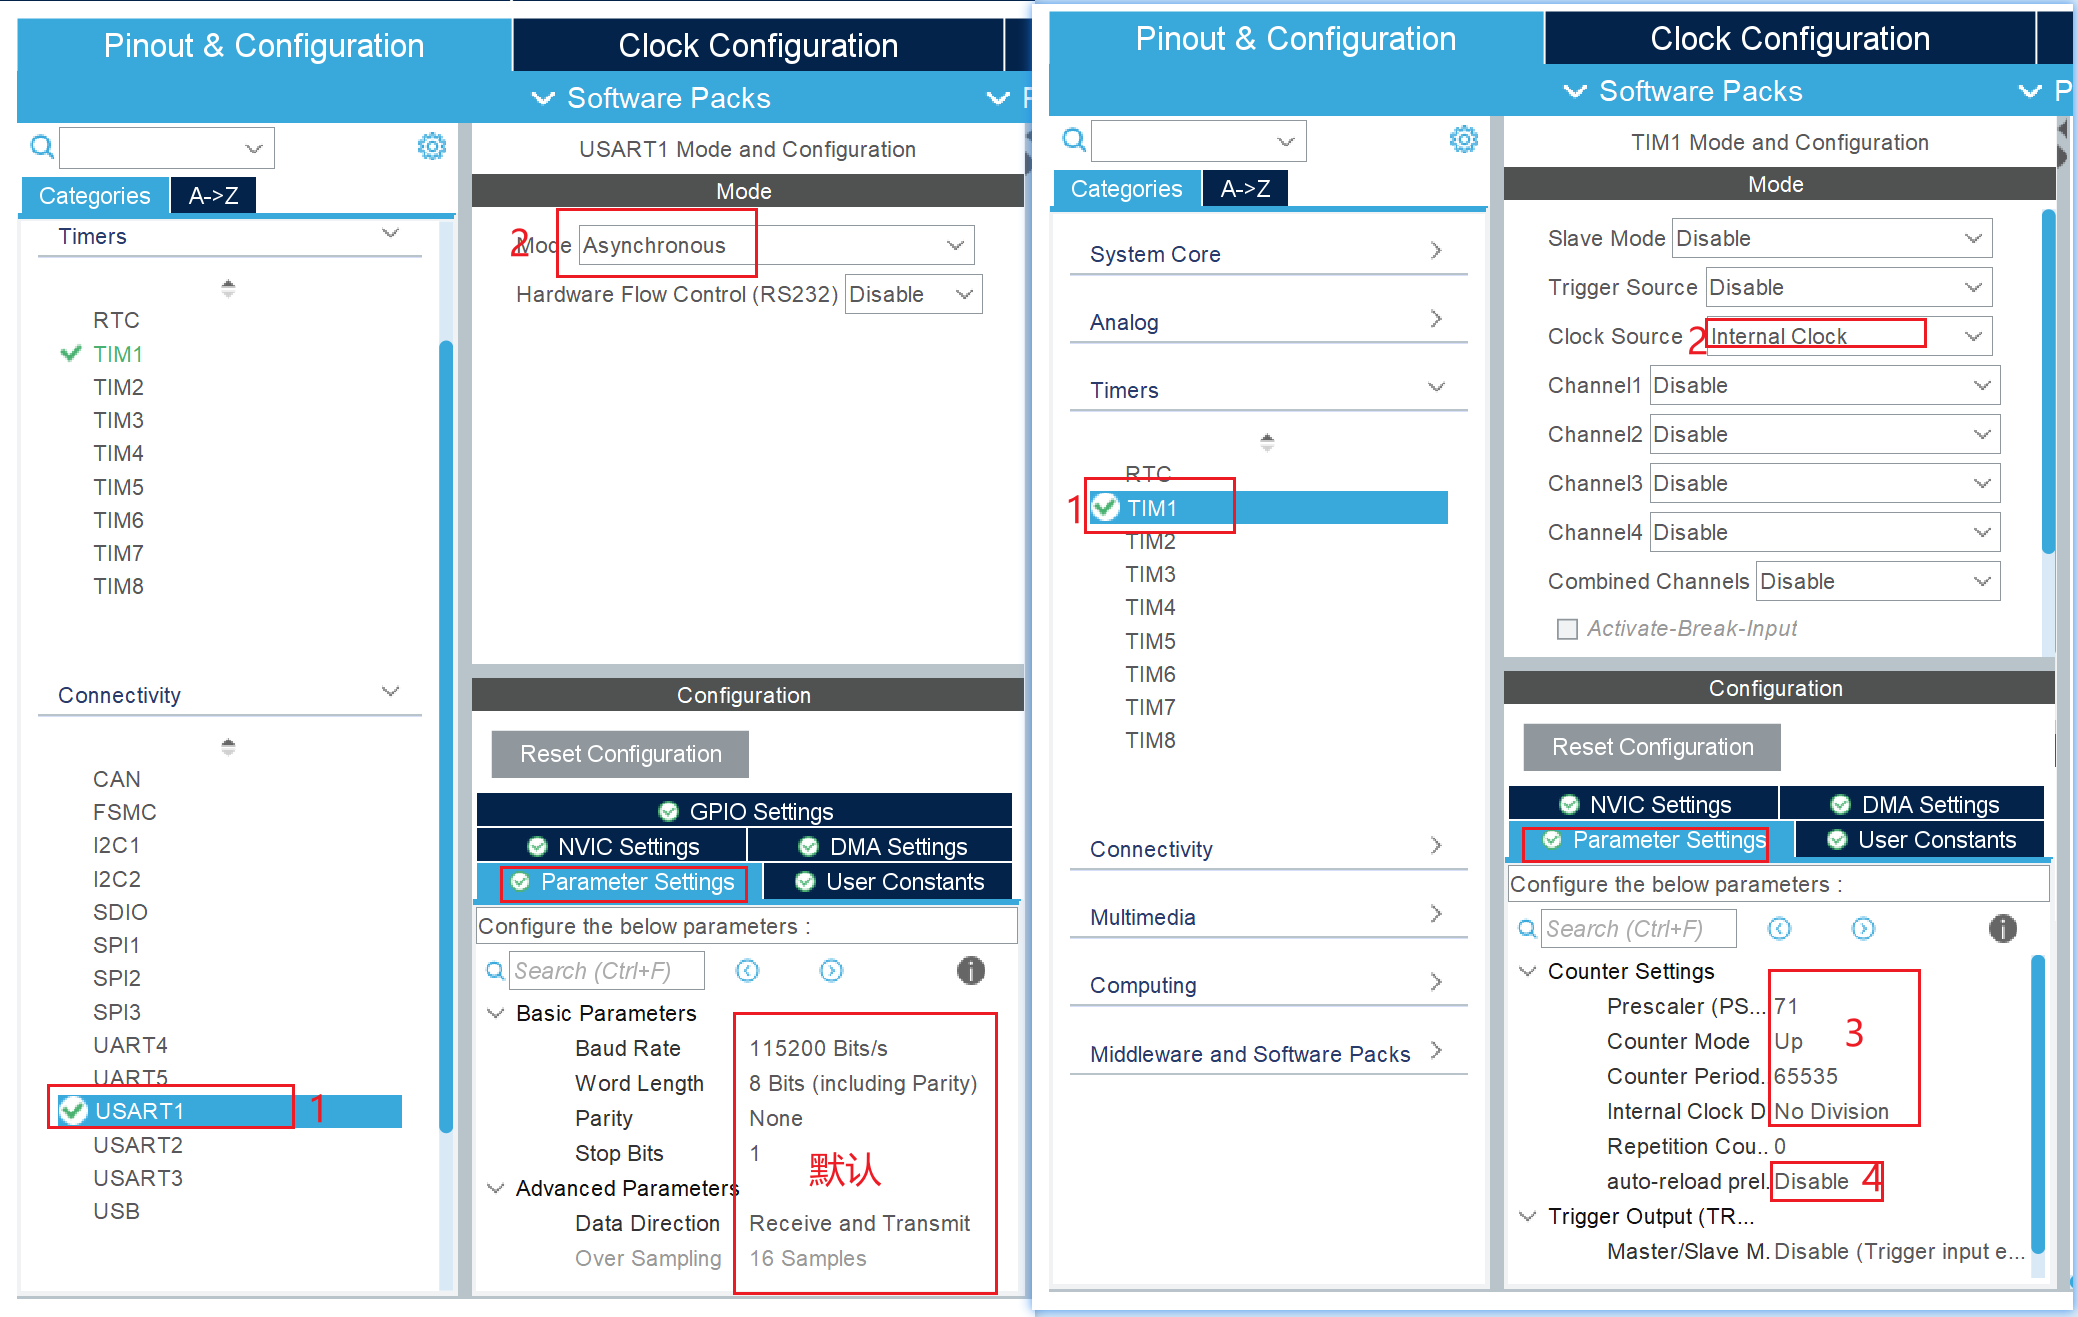 Pinout & Configuration
Clock Configuration
Software Packs
Categories
A->Z
Timers
RTC
TIM1
TIM2
TIM3
TIM4
TIM5
TIM6
TIM7
TIM8
Connectivity
CAN
FSMC
I2C1
I2C2
SDIO
SPI1
SPI2
SPI3
UART4
UART5
USART1 1
USART2
USART3
USB
USART1 Mode and Configuration
Mode
2 Mode Asynchronous
Hardware Flow Control (RS232) Disable
Configuration
Reset Configuration
GPIO Settings
NVIC Settings
DMA Settings
Parameter Settings
User Constants
Configure the below parameters :
Search (Ctrl+F)
Basic Parameters
Baud Rate 115200 Bits/s
Word Length 8 Bits (including Parity)
Parity None
Stop Bits 1
默认
Advanced Parameters
Data Direction Receive and Transmit
Over Sampling 16 Samples
Pinout & Configuration
Clock Configuration
Software Packs
P
Categories
A->Z
System Core
Analog
Timers
RTC
1 TIM1
TIM2
TIM3
TIM4
TIM5
TIM6
TIM7
TIM8
Connectivity
Multimedia
Computing
Middleware and Software Packs
TIM1 Mode and Configuration
Mode
Slave Mode Disable
Trigger Source Disable
Clock Source 2 Internal Clock
Channel1 Disable
Channel2 Disable
Channel3 Disable
Channel4 Disable
Combined Channels Disable
Activate-Break-Input
Configuration
Reset Configuration
NVIC Settings
DMA Settings
Parameter Settings
User Constants
Configure the below parameters :
Search (Ctrl+F)
Counter Settings
Prescaler (PS... 71
Counter Mode Up
3
Counter Period.. 65535
Internal Clock D No Division
Repetition Cou.. 0
auto-reload prel. Disable 4
Trigger Output (TR...
Master/Slave M. Disable (Trigger input e...